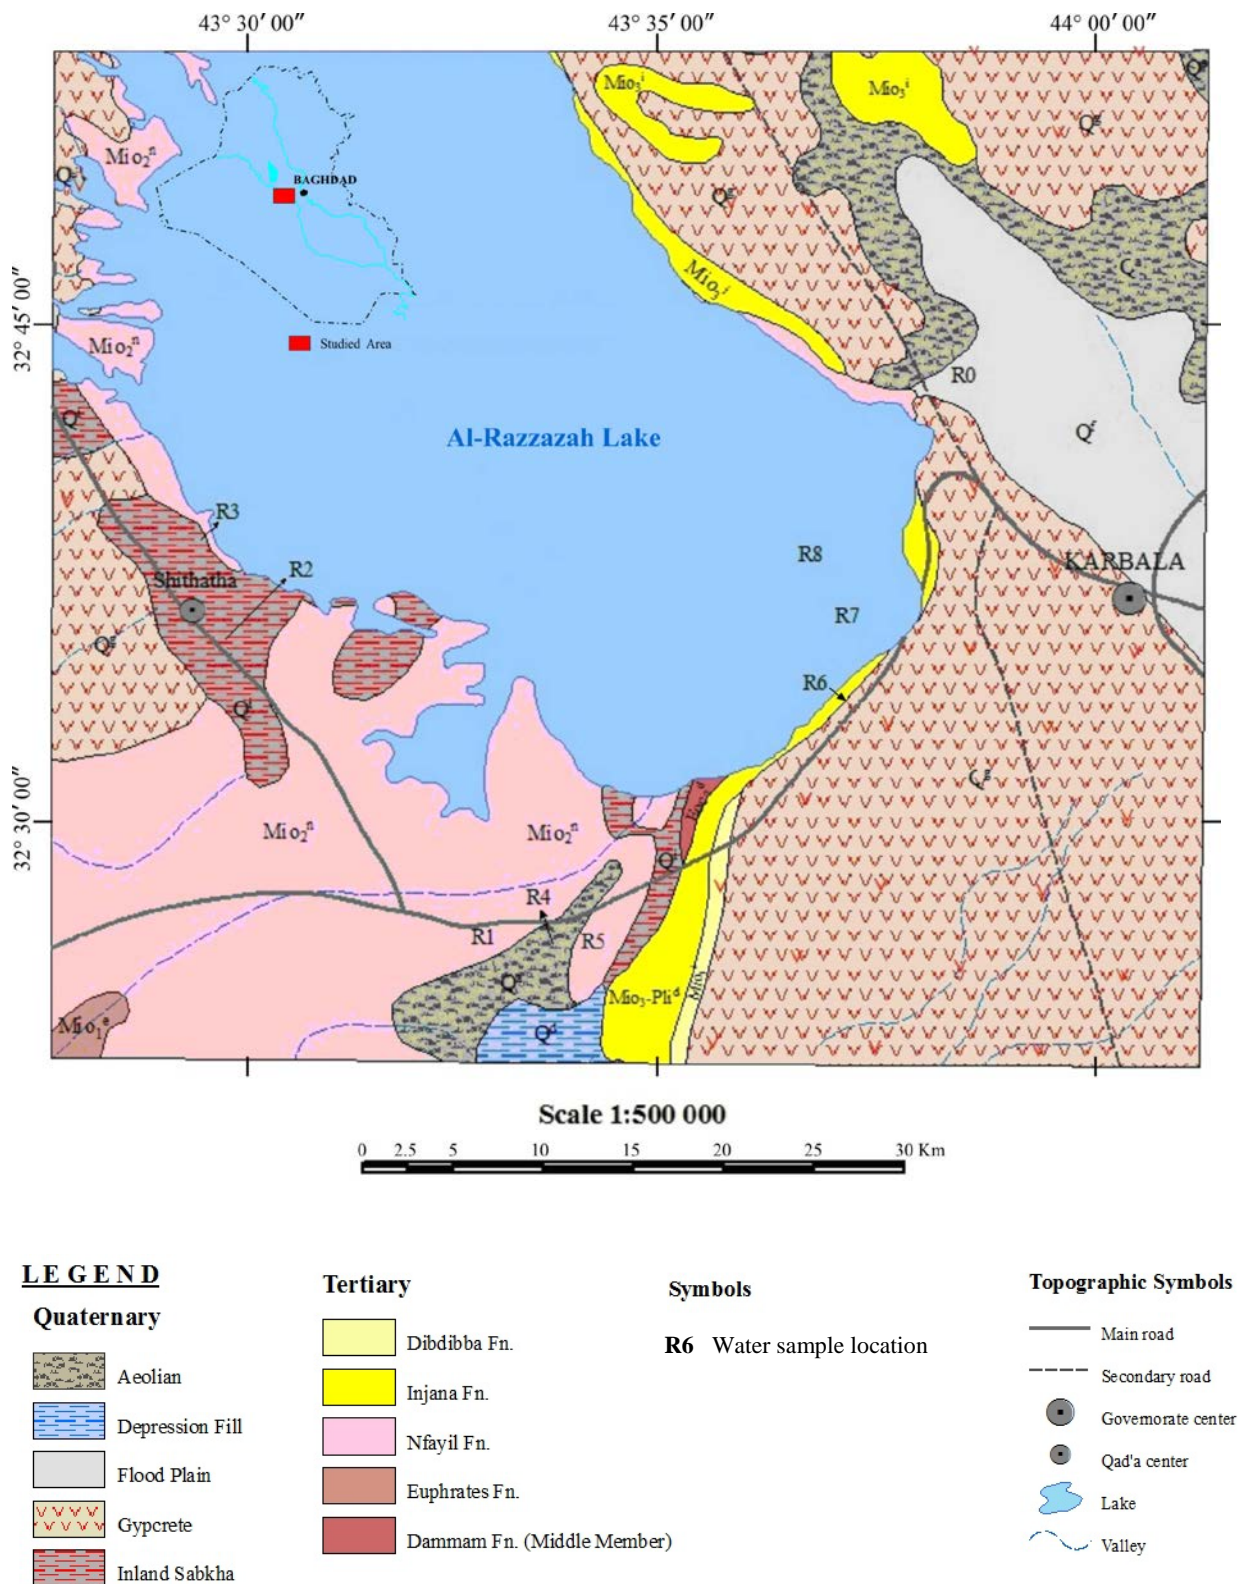 43° 30′ 00″
43° 35′ 00″
44° 00′ 00″
Mio₃ⁱ
Mio₃ⁱ
Qᵍ
Mio₂ⁿ
BAGHDAD
Qᵍ
Mio₃ⁱ
32° 45′ 00″
Studied Area
Mio₂ⁿ
R0
Al-Razzazah Lake
Qᶠ
R3
R8
KARBALA
R2
Shithatha
R7
Qᵍ
R6
Qⁱ
32° 30′ 00″
Qᵍ
Mio₂ⁿ
Mio₂ⁿ
Qⁱ
R4
R1
R5
Mio₃-Pliᵈ
Mio₃ⁱ
Mio₁ᵉ
Qᵈ
Scale 1:500 000
0 2.5 5 10 15 20 25 30 Km
LEGEND
Quaternary
Aeolian
Depression Fill
Flood Plain
Gypcrete
Inland Sabkha
Tertiary
Dibdibba Fn.
Injana Fn.
Nfayil Fn.
Euphrates Fn.
Dammam Fn. (Middle Member)
Symbols
R6 Water sample location
Topographic Symbols
Main road
Secondary road
Governorate center
Qad'a center
Lake
Valley